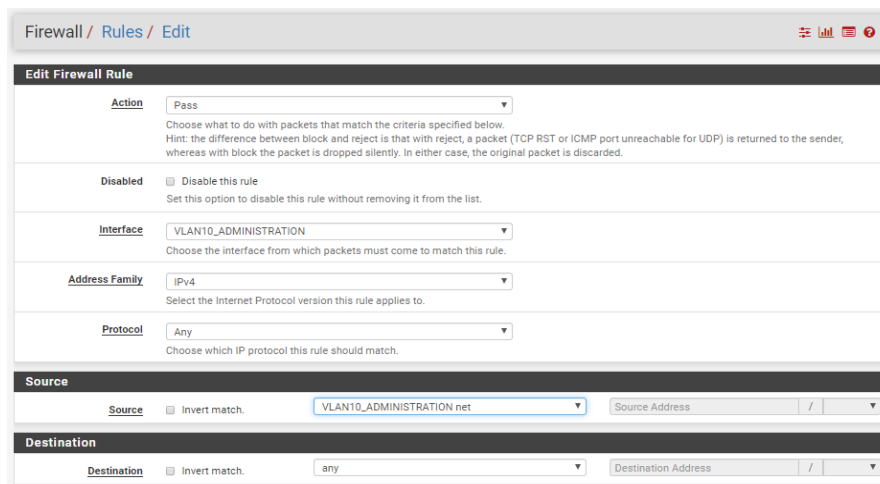 Firewall / Rules / Edit
Edit Firewall Rule
Action
Pass
Choose what to do with packets that match the criteria specified below.
Hint: the difference between block and reject is that with reject, a packet (TCP RST or ICMP port unreachable for UDP) is returned to the sender,
whereas with block the packet is dropped silently. In either case, the original packet is discarded.
Disabled
Disable this rule
Set this option to disable this rule without removing it from the list.
Interface
VLAN10_ADMINISTRATION
Choose the interface from which packets must come to match this rule.
Address Family
IPv4
Select the Internet Protocol version this rule applies to.
Protocol
Any
Choose which IP protocol this rule should match.
Source
Source
Invert match.
VLAN10_ADMINISTRATION net
Source Address
/
Destination
Destination
Invert match.
any
Destination Address
/